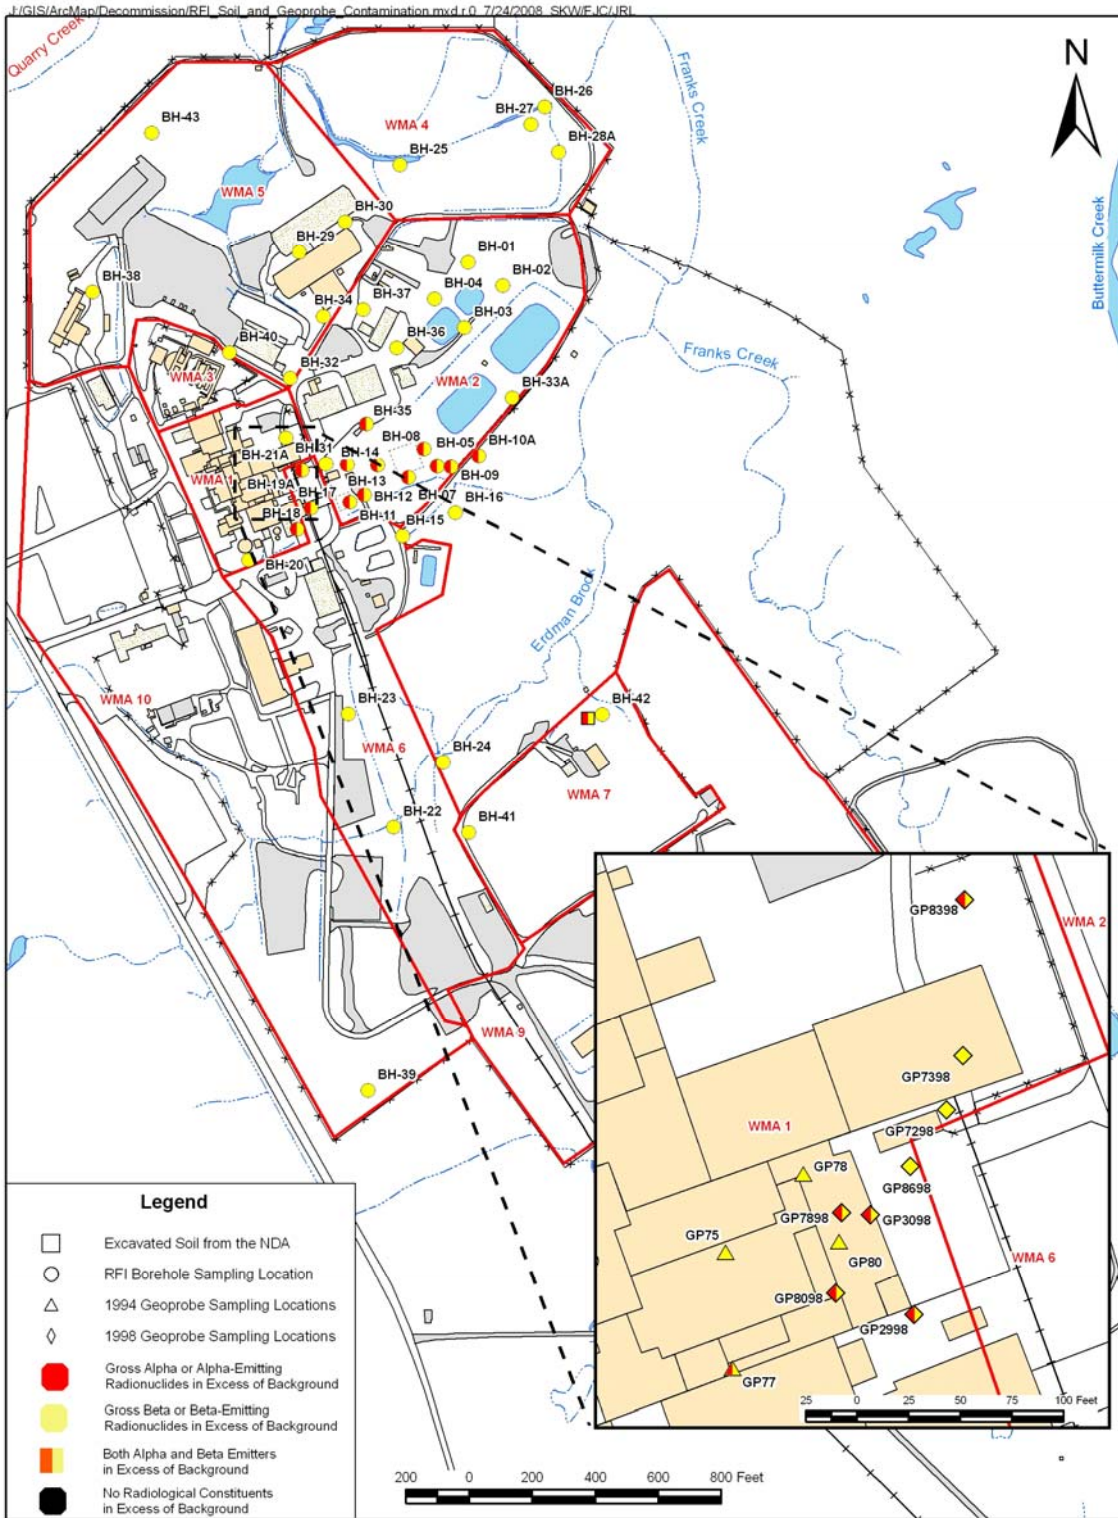 J:/GIS/ArcMap/Decommission/RFI_Soil_and_Geoprobe_Contamination.mxd r.0 7/24/2008 SKW/FJC/JRL
Quarry Creek
N
Franks Creek
BH-26
BH-27
BH-43
WMA 4
BH-28A
BH-25
WMA 5
BH-30
BH-29
BH-01
BH-38
BH-04
BH-02
Buttermilk Creek
BH-34
BH-37
BH-03
BH-40
BH-36
Franks Creek
WMA 3
BH-32
WMA 2
BH-33A
BH-35
BH-08
BH-05
BH-10A
BH-21A
BH-31
BH-14
BH-09
WMA 1
BH-19A
BH-13
BH-17
BH-12
BH-07
BH-16
BH-18
BH-11
BH-15
BH-20
Erdman Brook
WMA 10
BH-23
BH-42
WMA 6
BH-24
WMA 7
BH-22
BH-41
WMA 9
BH-39
GP8398
WMA 2
GP7398
WMA 1
GP7298
GP78
GP8698
GP7898
GP3098
GP75
GP80
WMA 6
GP8098
GP2998
GP77
25 0 25 50 75 100 Feet
Legend
Excavated Soil from the NDA
RFI Borehole Sampling Location
1994 Geoprobe Sampling Locations
1998 Geoprobe Sampling Locations
Gross Alpha or Alpha-Emitting
Radionuclides in Excess of Background
Gross Beta or Beta-Emitting
Radionuclides in Excess of Background
Both Alpha and Beta Emitters
in Excess of Background
No Radiological Constituents
in Excess of Background
200 0 200 400 600 800 Feet